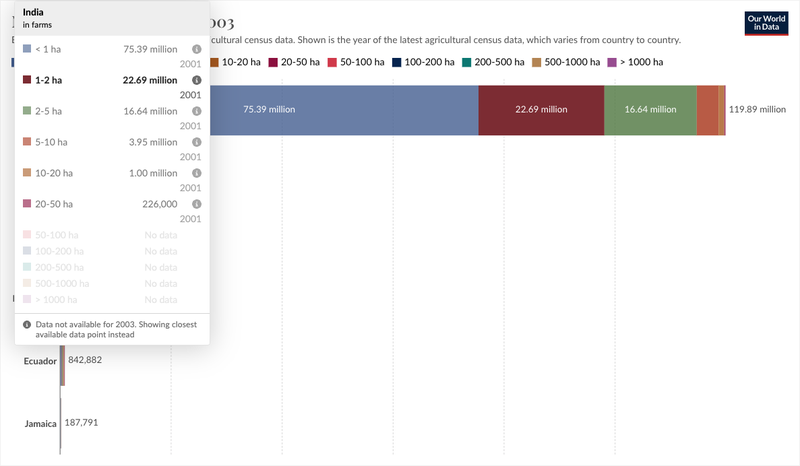 India
in farms
003
Our World
in Data
cultural census data. Shown is the year of the latest agricultural census data, which varies from country to country.
10-20 ha 20-50 ha 50-100 ha 100-200 ha 200-500 ha 500-1000 ha > 1000 ha
< 1 ha 75.39 million
2001
1-2 ha 22.69 million
2001
2-5 ha 16.64 million
2001
5-10 ha 3.95 million
2001
10-20 ha 1.00 million
2001
20-50 ha 226,000
2001
50-100 ha No data
100-200 ha No data
200-500 ha No data
500-1000 ha No data
> 1000 ha No data
Data not available for 2003. Showing closest
available data point instead
75.39 million 22.69 million 16.64 million 119.89 million
Ecuador 842,882
Jamaica 187,791